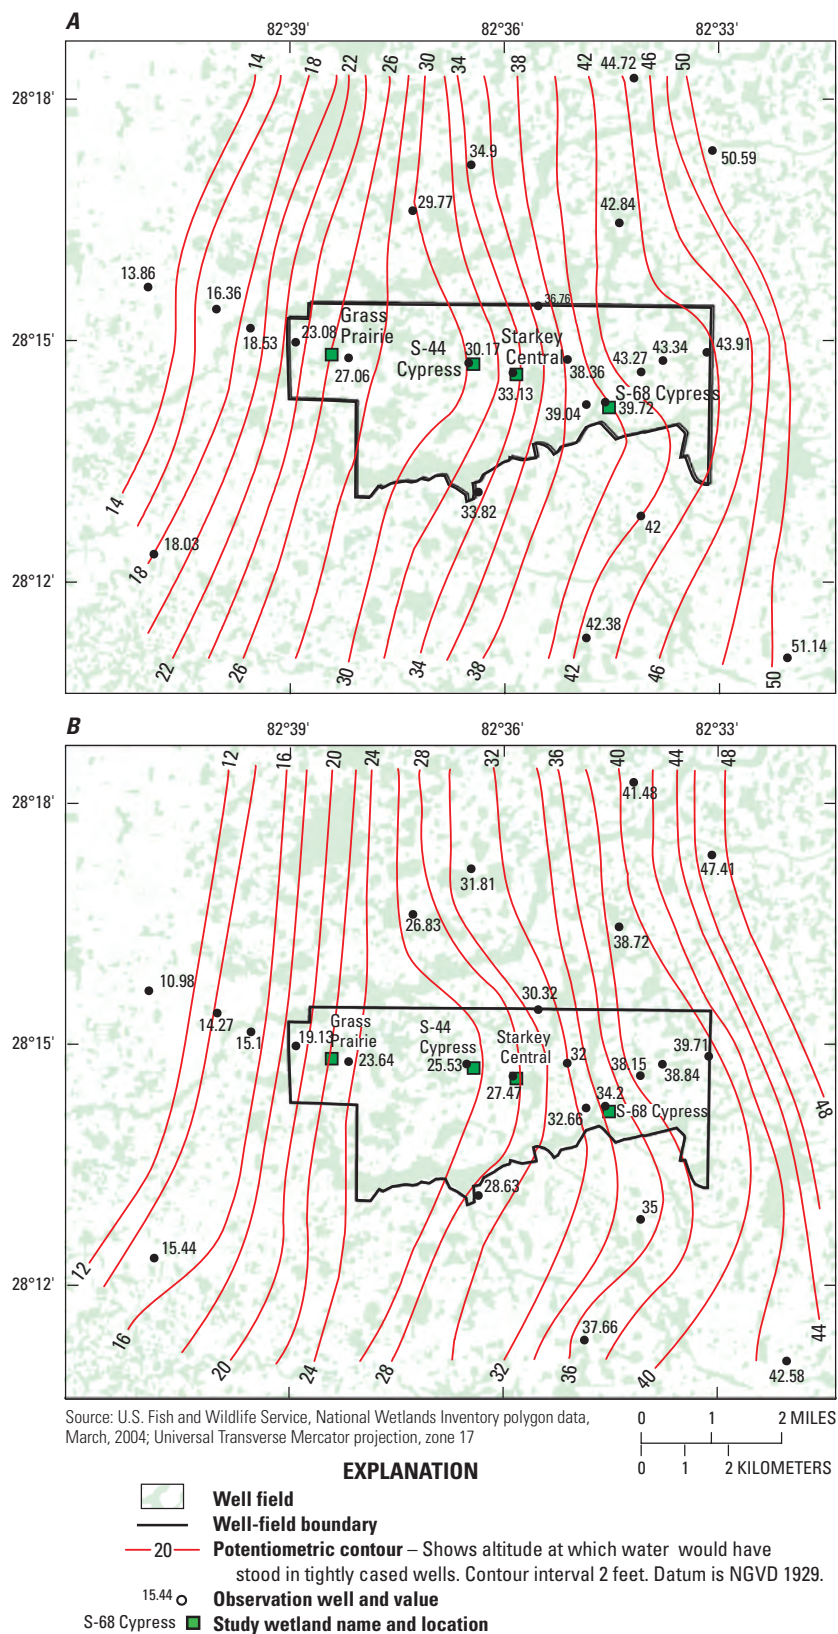 A
82°39' 82°36' 82°33'
14 18 22 26 30 34 38 42 46 50
28°18'
44.72
50.59
34.9
29.77
42.84
13.86
16.36
18.53
28°15'
36.76
23.08
Grass
Prairie
27.06
S-44
Cypress
30.17
Starkey
Central
33.13
38.36
43.27
43.34
43.91
39.04
S-68 Cypress
39.72
14
33.82
42
18.03
18
28°12'
42.38
51.14
22 26 30 34 38 42 46 50
B
82°39' 82°36' 82°33'
12 16 20 24 28 32 36 40 44 48
28°18'
41.48
47.41
31.81
26.83
38.72
10.98
14.27
15.1
28°15'
30.32
19.13
Grass
Prairie
23.64
S-44
Cypress
25.53
Starkey
Central
27.47
32
38.15
38.84
39.71
32.66
34.2
S-68 Cypress
48
28.63
35
15.44
12
28°12'
37.66
42.58
16 20 24 28 32 36 40 44
Source: U.S. Fish and Wildlife Service, National Wetlands Inventory polygon data,
March, 2004; Universal Transverse Mercator projection, zone 17
0 1 2 MILES
0 1 2 KILOMETERS
EXPLANATION
Well field
Well-field boundary
20 Potentiometric contour – Shows altitude at which water would have
stood in tightly cased wells. Contour interval 2 feet. Datum is NGVD 1929.
15.44 Observation well and value
S-68 Cypress Study wetland name and location